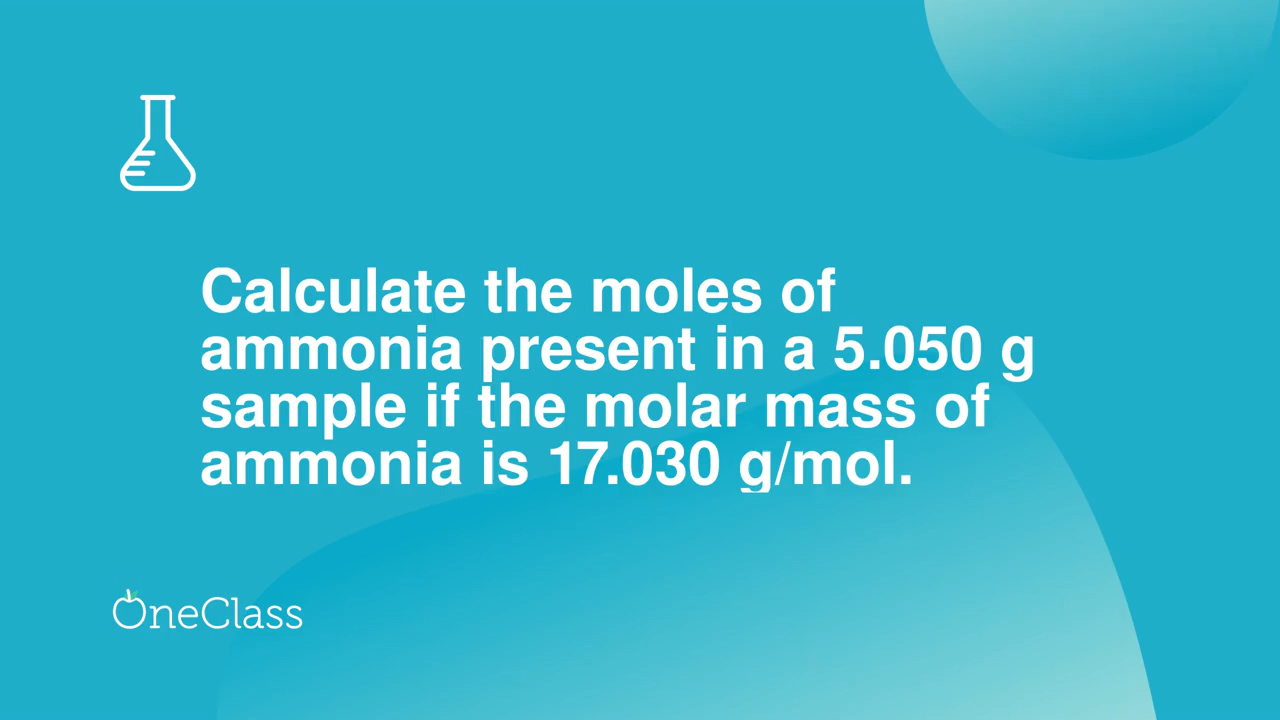 Calculate the moles of
ammonia present in a 5.050 g
sample if the molar mass of
ammonia is 17.030 g/mol.
OneClass